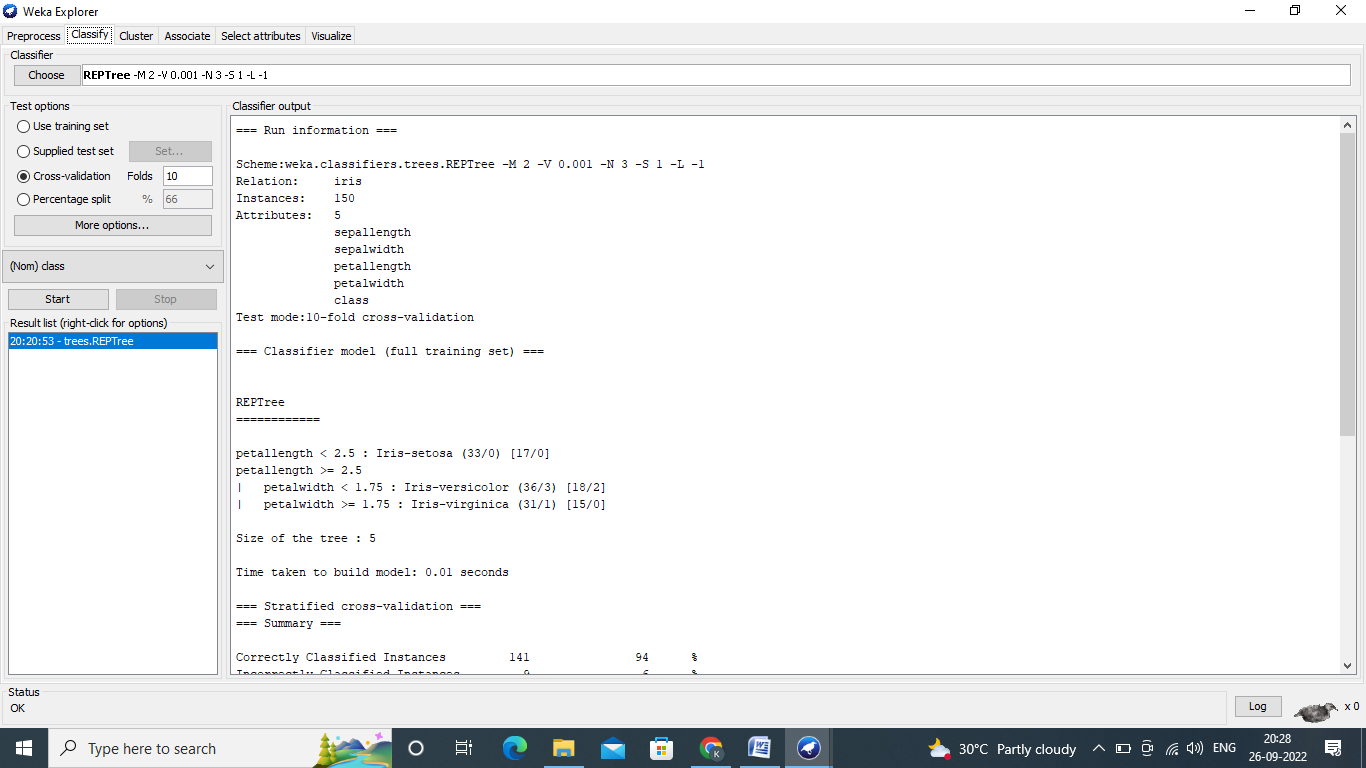 Weka Explorer
Preprocess Classify Cluster Associate Select attributes Visualize
Classifier
Choose REPTree -M 2 -V 0.001 -N 3 -S 1 -L -1
Test options
Use training set
Supplied test set Set...
Cross-validation Folds 10
Percentage split % 66
More options...
(Nom) class
Start Stop
Result list (right-click for options)
20:20:53 - trees.REPTree
Classifier output
=== Run information ===
Scheme:weka.classifiers.trees.REPTree -M 2 -V 0.001 -N 3 -S 1 -L -1
Relation: iris
Instances: 150
Attributes: 5
sepallength
sepalwidth
petallength
petalwidth
class
Test mode:10-fold cross-validation
=== Classifier model (full training set) ===
REPTree
============
petallength < 2.5 : Iris-setosa (33/0) [17/0]
petallength >= 2.5
| petalwidth < 1.75 : Iris-versicolor (36/3) [18/2]
| petalwidth >= 1.75 : Iris-virginica (31/1) [15/0]
Size of the tree : 5
Time taken to build model: 0.01 seconds
=== Stratified cross-validation ===
=== Summary ===
Correctly Classified Instances 141 94 %
Incorrectly Classified Instances 9 6 %
Status
OK
Log x 0
Type here to search
30°C Partly cloudy
ENG
20:28
26-09-2022